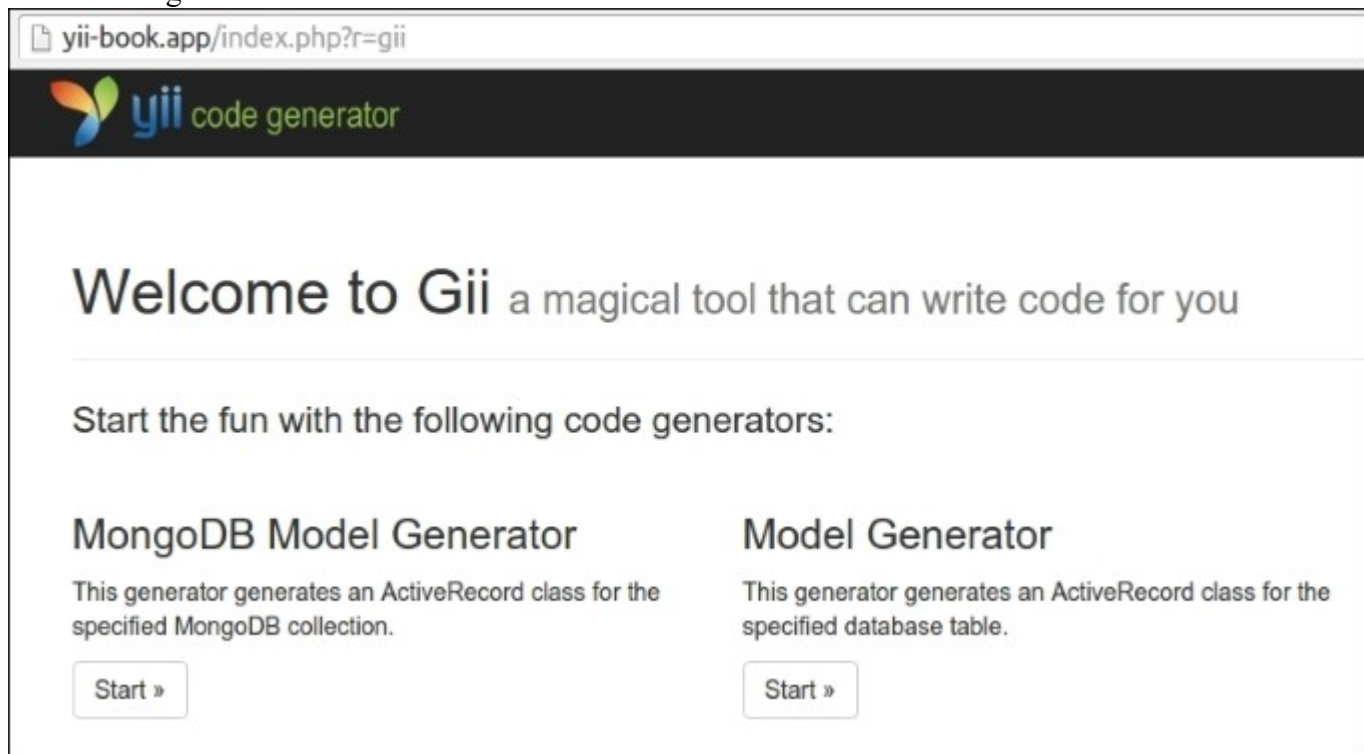 yii-book.app/index.php?r=gii
yii code generator
Welcome to Gii a magical tool that can write code for you
Start the fun with the following code generators:
MongoDB Model Generator
This generator generates an ActiveRecord class for the
specified MongoDB collection.
Start »
Model Generator
This generator generates an ActiveRecord class for the
specified database table.
Start »